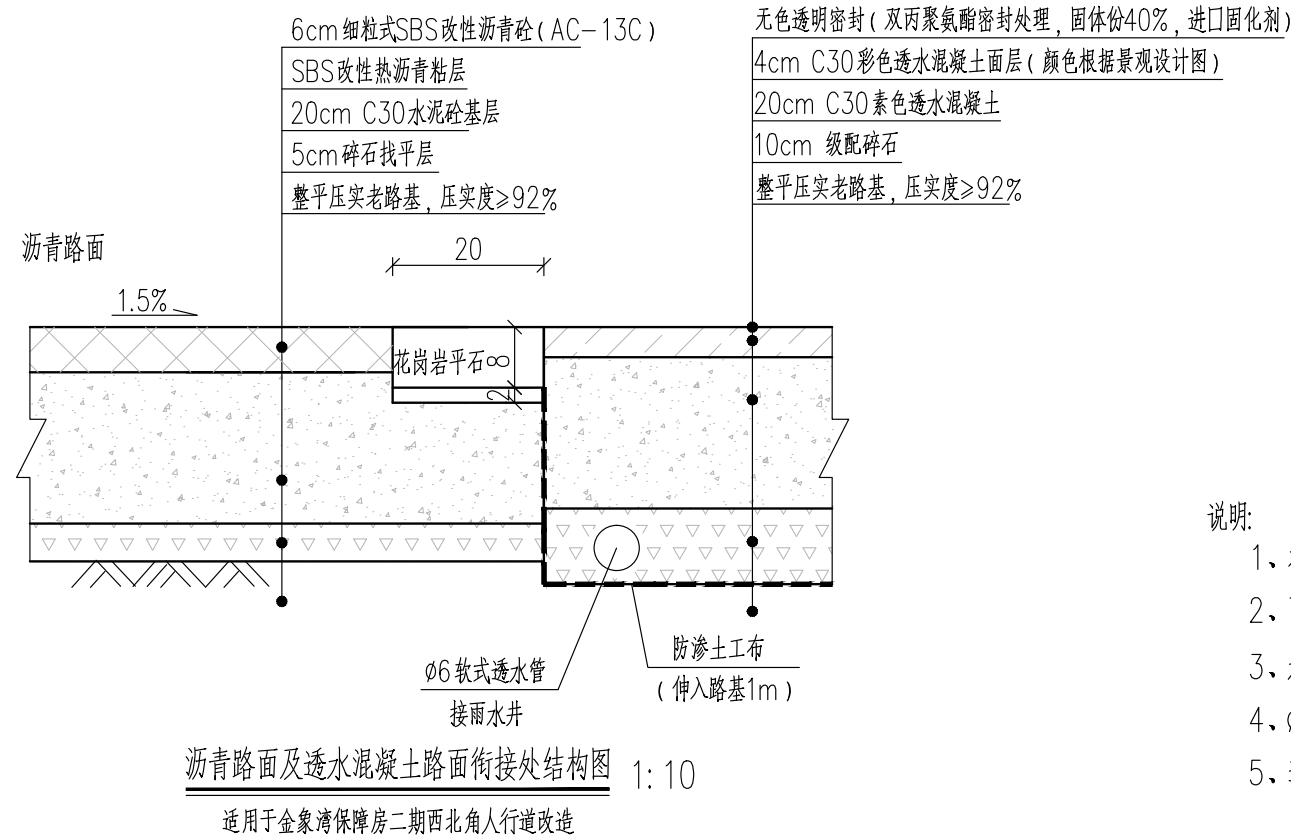 6cm 细粒式SBS改性沥青砼(AC-13C)
SBS改性热沥青粘层
20cm C30水泥砼基层
5cm碎石找平层
整平压实老路基,压实度≥92%
无色透明密封(双丙聚氨酯密封处理,固体份40%,进口固化剂)
4cm C30彩色透水混凝土面层(颜色根据景观设计图)
20cm C30素色透水混凝土
10cm 级配碎石
整平压实老路基,压实度≥92%
沥青路面
20
1.5%
花岗岩平石
8
2
说明:
1、
2、
3、
4、
5、
防渗土工布
(伸入路基1m)
Ø6软式透水管
接雨水井
沥青路面及透水混凝土路面衔接处结构图 1:10
适用于金象湾保障房二期西北角人行道改造